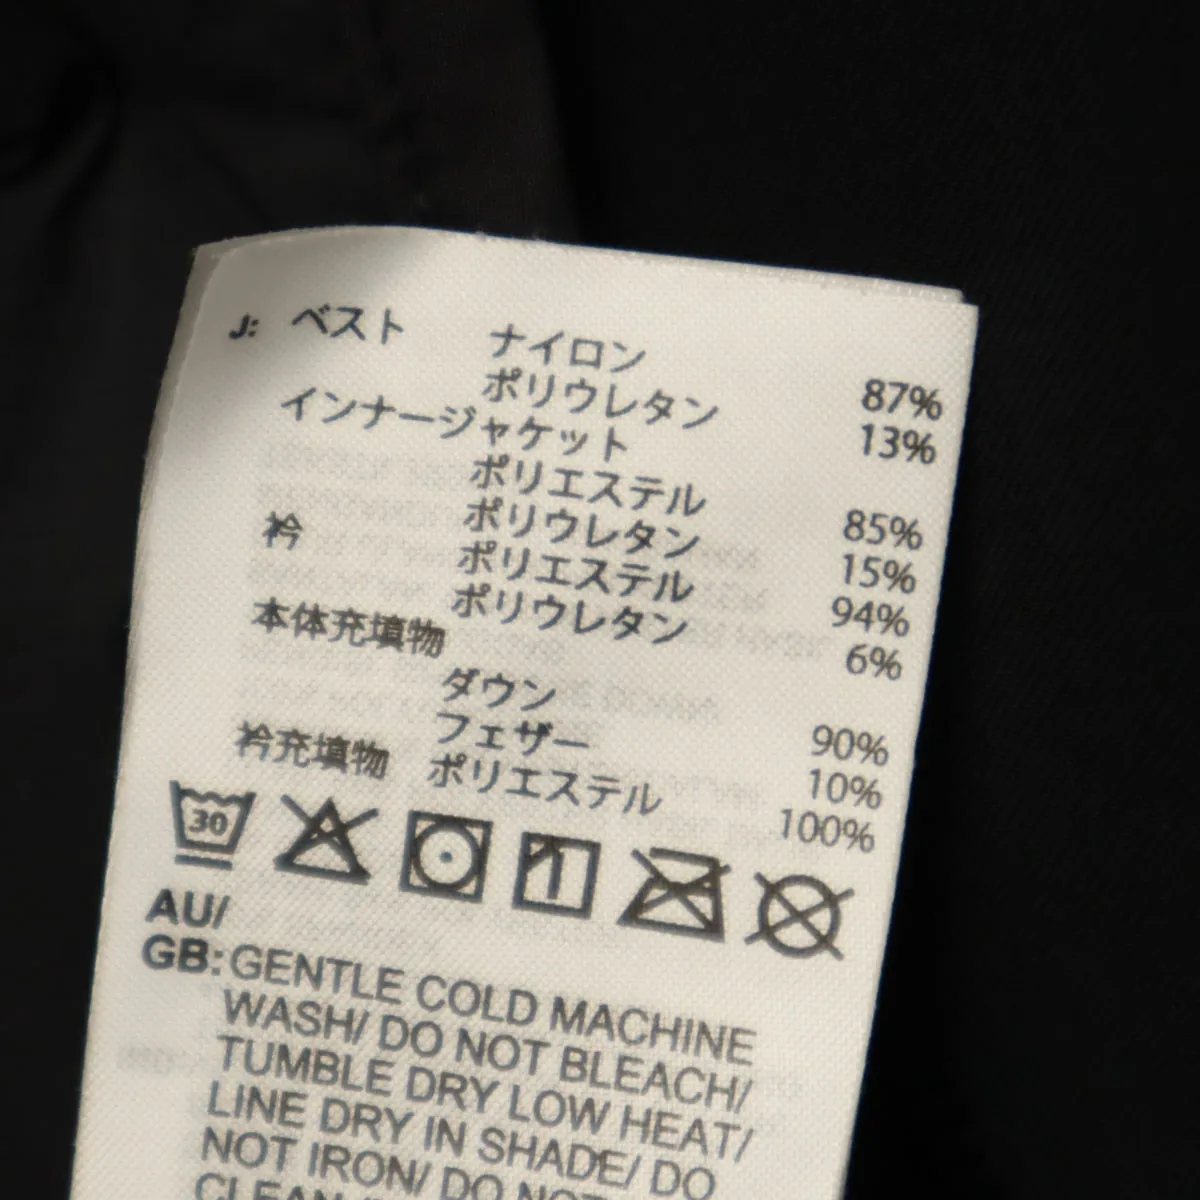 J: ベスト ナイロン 87%
ポリウレタン 13%
インナージャケット
ポリエステル 85%
ポリウレタン 15%
衿 ポリエステル 94%
ポリウレタン 6%
本体充填物
ダウン 90%
フェザー 10%
衿充填物 ポリエステル 100%
30
AU/
GB: GENTLE COLD MACHINE
WASH/ DO NOT BLEACH/
TUMBLE DRY LOW HEAT/
LINE DRY IN SHADE/ DO
NOT IRON/ DO NOT
CLEAN